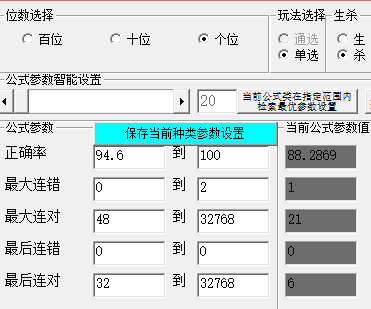 位数选择 玩法选择 生杀
百位 十位 个位 通选 生
单选 杀
公式参数智能设置
20 当前公式类在指定范围内
检索最优参数设置
公式参数 保存当前种类参数设置 当前公式参数值
正确率 94.6 到 100 88.2869
最大连错 0 到 2 1
最大连对 48 到 32768 21
最后连错 0 到 0 0
最后连对 32 到 32768 6